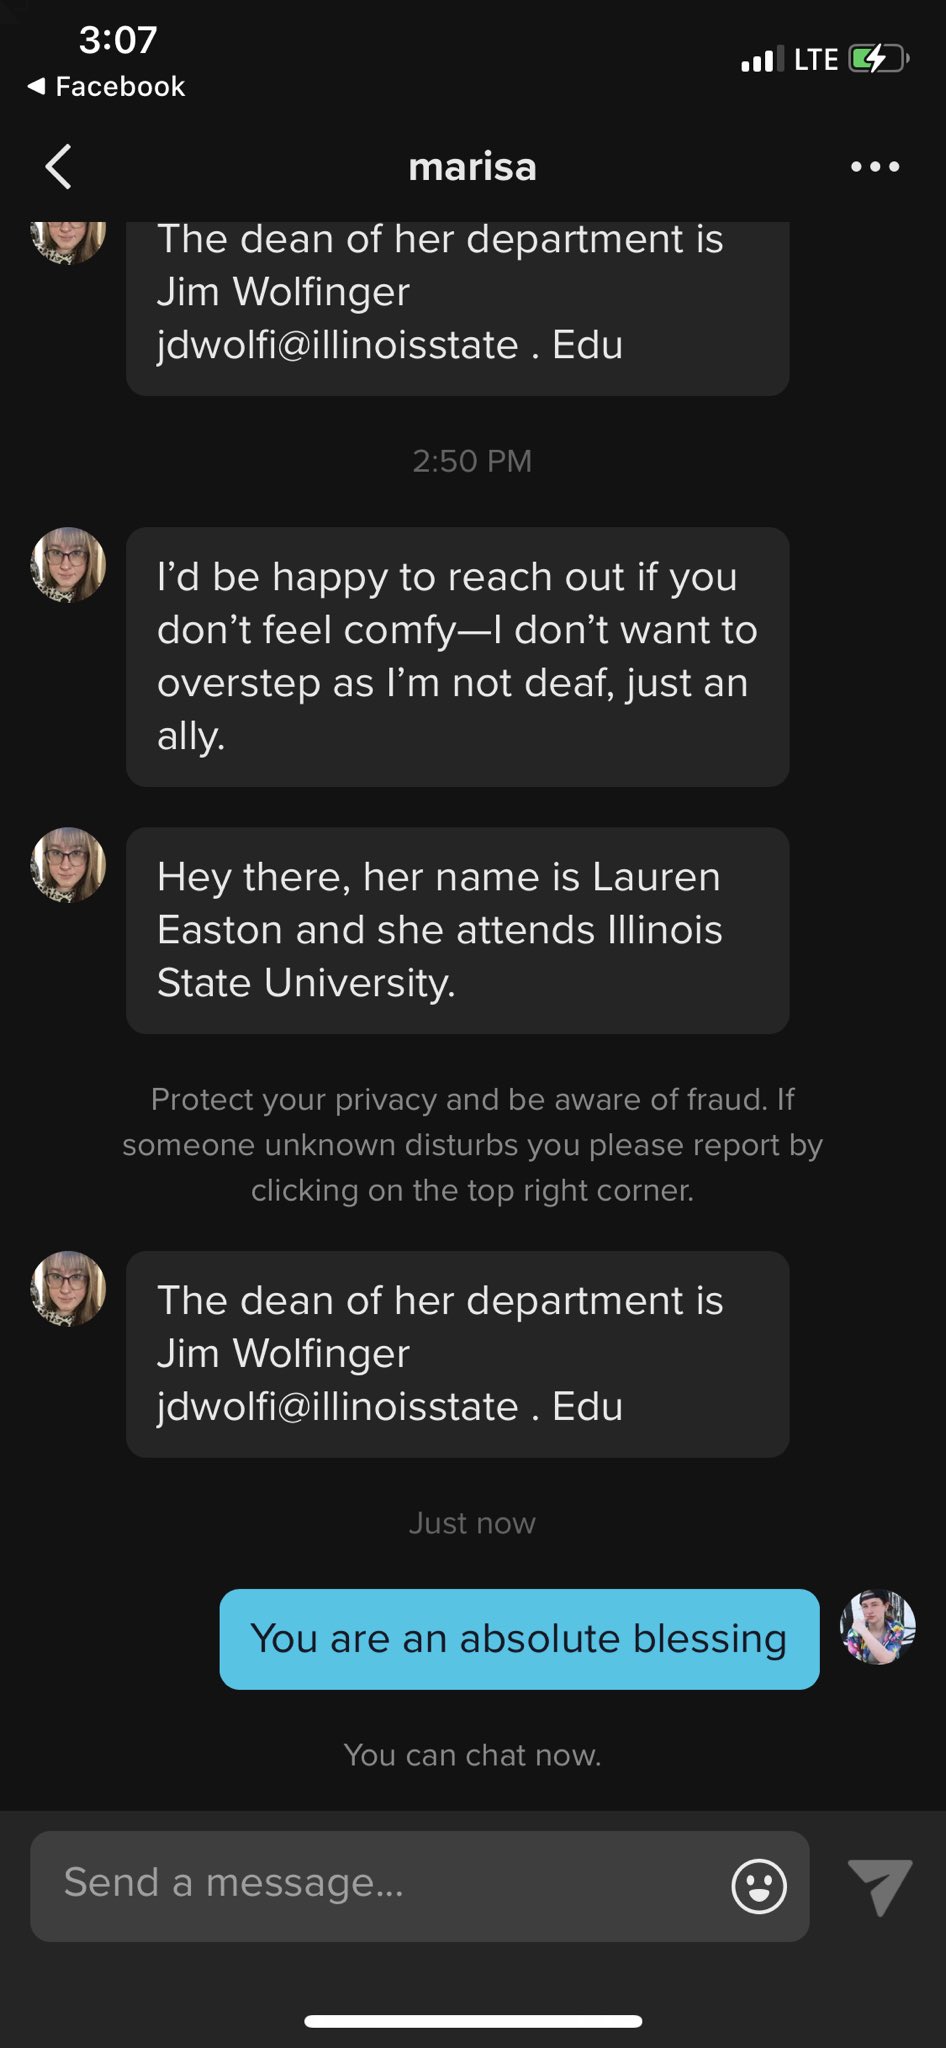 3:07
LTE
◀ Facebook
marisa
The dean of her department is
Jim Wolfinger
jdwolfi@illinoisstate . Edu
2:50 PM
I'd be happy to reach out if you
don't feel comfy—I don't want to
overstep as I'm not deaf, just an
ally.
Hey there, her name is Lauren
Easton and she attends Illinois
State University.
Protect your privacy and be aware of fraud. If
someone unknown disturbs you please report by
clicking on the top right corner.
The dean of her department is
Jim Wolfinger
jdwolfi@illinoisstate . Edu
Just now
You are an absolute blessing
You can chat now.
Send a message...